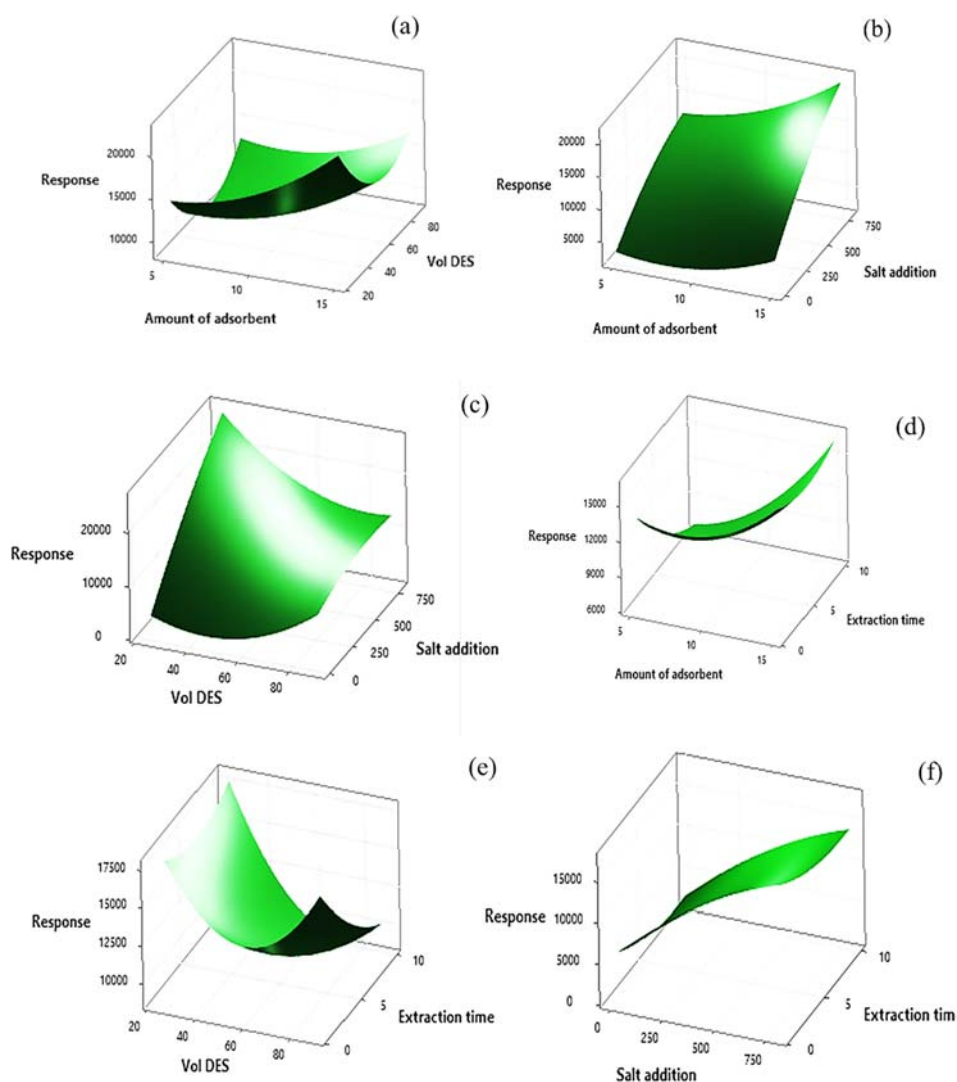 (a)
Response
20000
15000
10000
5
10
15
Amount of adsorbent
20
40
60
80
Vol DES
(b)
Response
20000
15000
10000
5000
5
10
15
Amount of adsorbent
0
250
500
750
Salt addition
(c)
Response
20000
10000
0
20
40
60
80
Vol DES
0
250
500
750
Salt addition
(d)
Response
15000
12000
9000
6000
5
10
15
Amount of adsorbent
0
5
10
Extraction time
(e)
Response
17500
15000
12500
10000
20
40
60
80
Vol DES
0
5
10
Extraction time
(f)
Response
15000
10000
5000
0
0
250
500
750
Salt addition
0
5
10
Extraction tim